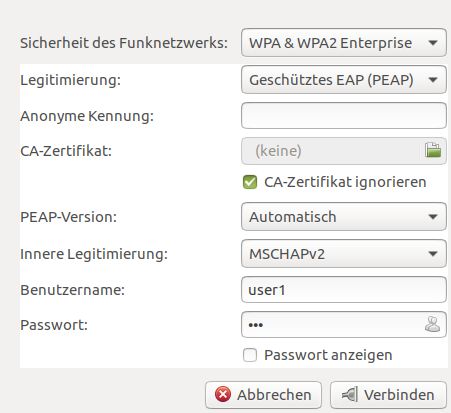 Sicherheit des Funknetzwerks: WPA & WPA2 Enterprise
Legitimierung: Geschütztes EAP (PEAP)
Anonyme Kennung:
CA-Zertifikat: (keine)
CA-Zertifikat ignorieren
PEAP-Version: Automatisch
Innere Legitimierung: MSCHAPv2
Benutzername: user1
Passwort: •••
Passwort anzeigen
Abbrechen Verbinden